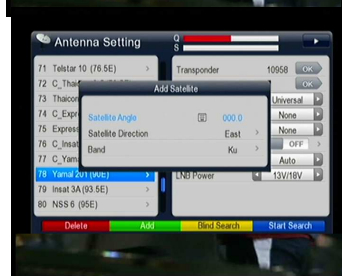 Antenna Setting
Q
S
71 Telstar 10 (76.5E)
Transponder 10958 OK
72 C_Thai
OK
Add Satellite
73 Thaicom
Universal
Satellite Angle 000.0
74 C_Expr
None
75 Express
Satellite Direction East
None
76 C_Insat
OFF
Band Ku
77 C_Yam
Auto
78 Yamal 201 (90E)
LNB Power 13V/18V
79 Insat 3A (93.5E)
80 NSS 6 (95E)
Delete Add Blind Search Start Search